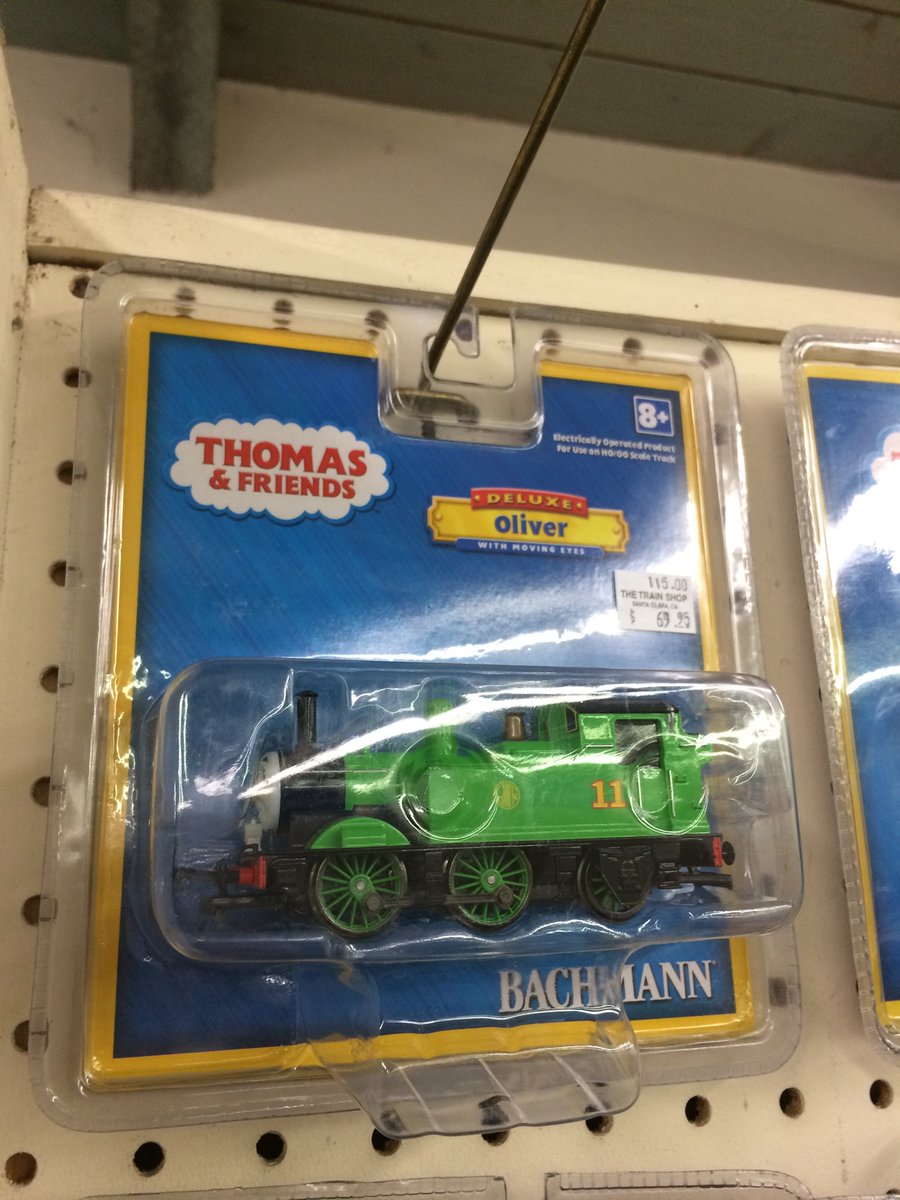 8+
Electrically Operated Product
For Use on HO/OO Scale Track
THOMAS
& FRIENDS
DELUXE
Oliver
WITH MOVING EYES
115.00
THE TRAIN SHOP
SANTA CLARA, CA
$ 69.95
11
BACHMANN